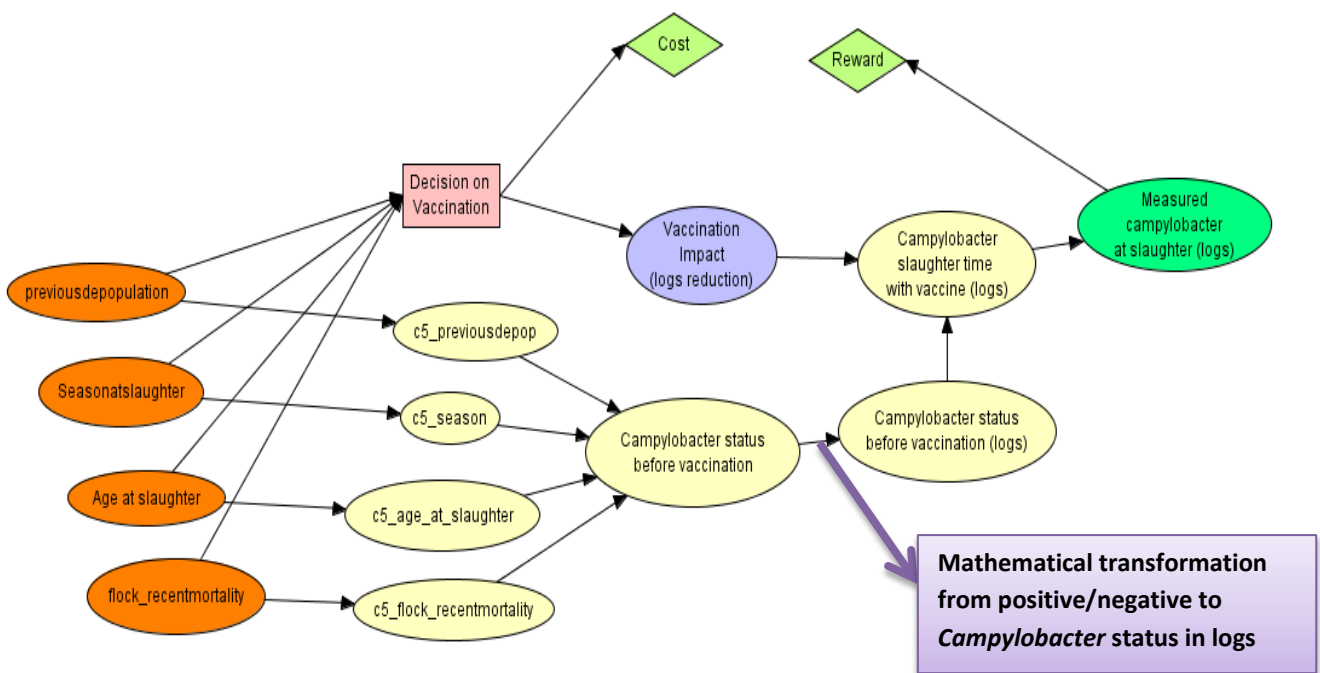 Cost
Reward
Decision on
Vaccination
Measured
campylobacter
at slaughter (logs)
Vaccination
Impact
(logs reduction)
Campylobacter
slaughter time
with vaccine (logs)
previousdepopulation
c5_previousdepop
Seasonatslaughter
c5_season
Campylobacter status
before vaccination
Campylobacter status
before vaccination (logs)
Age at slaughter
c5_age_at_slaughter
flock_recentmortality
c5_flock_recentmortality
Mathematical transformation
from positive/negative to
Campylobacter status in logs